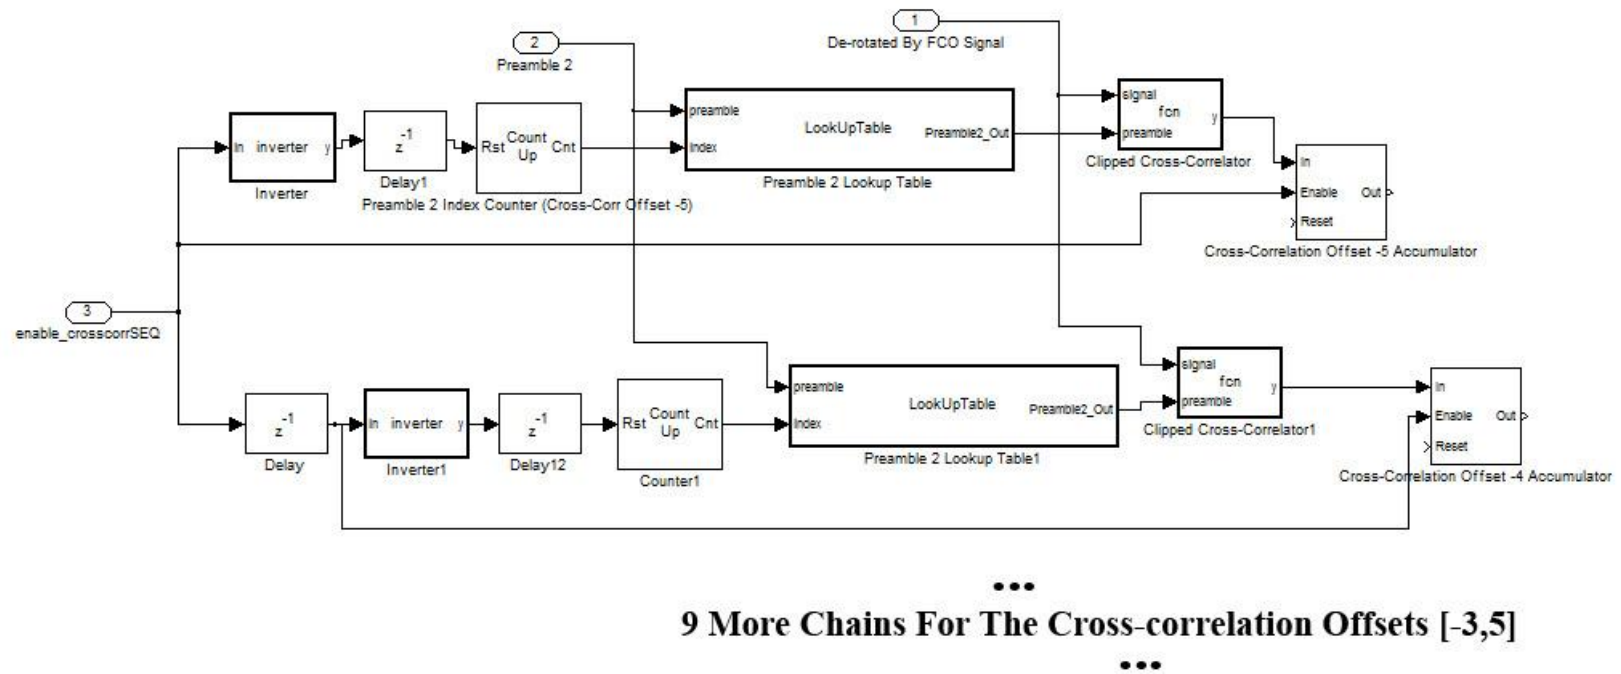 1
De-rotated By FCO Signal
2
Preamble 2
signal
fcn
y
preamble
Clipped Cross-Correlator
preamble
LookUpTable
Preamble2_Out
Index
Preamble 2 Lookup Table
In inverter y
Inverter
z-1
Delay1
Rst Count Up Cnt
Preamble 2 Index Counter (Cross-Corr Offset -5)
In
Enable Out
Reset
Cross-Correlation Offset -5 Accumulator
3
enable_crosscorrSEQ
signal
fcn
y
preamble
Clipped Cross-Correlator1
preamble
LookUpTable
Preamble2_Out
Index
Preamble 2 Lookup Table1
z-1
Delay
In inverter y
Inverter1
z-1
Delay12
Rst Count Up Cnt
Counter1
In
Enable Out
Reset
Cross-Correlation Offset -4 Accumulator
...
9 More Chains For The Cross-correlation Offsets [-3,5]
...